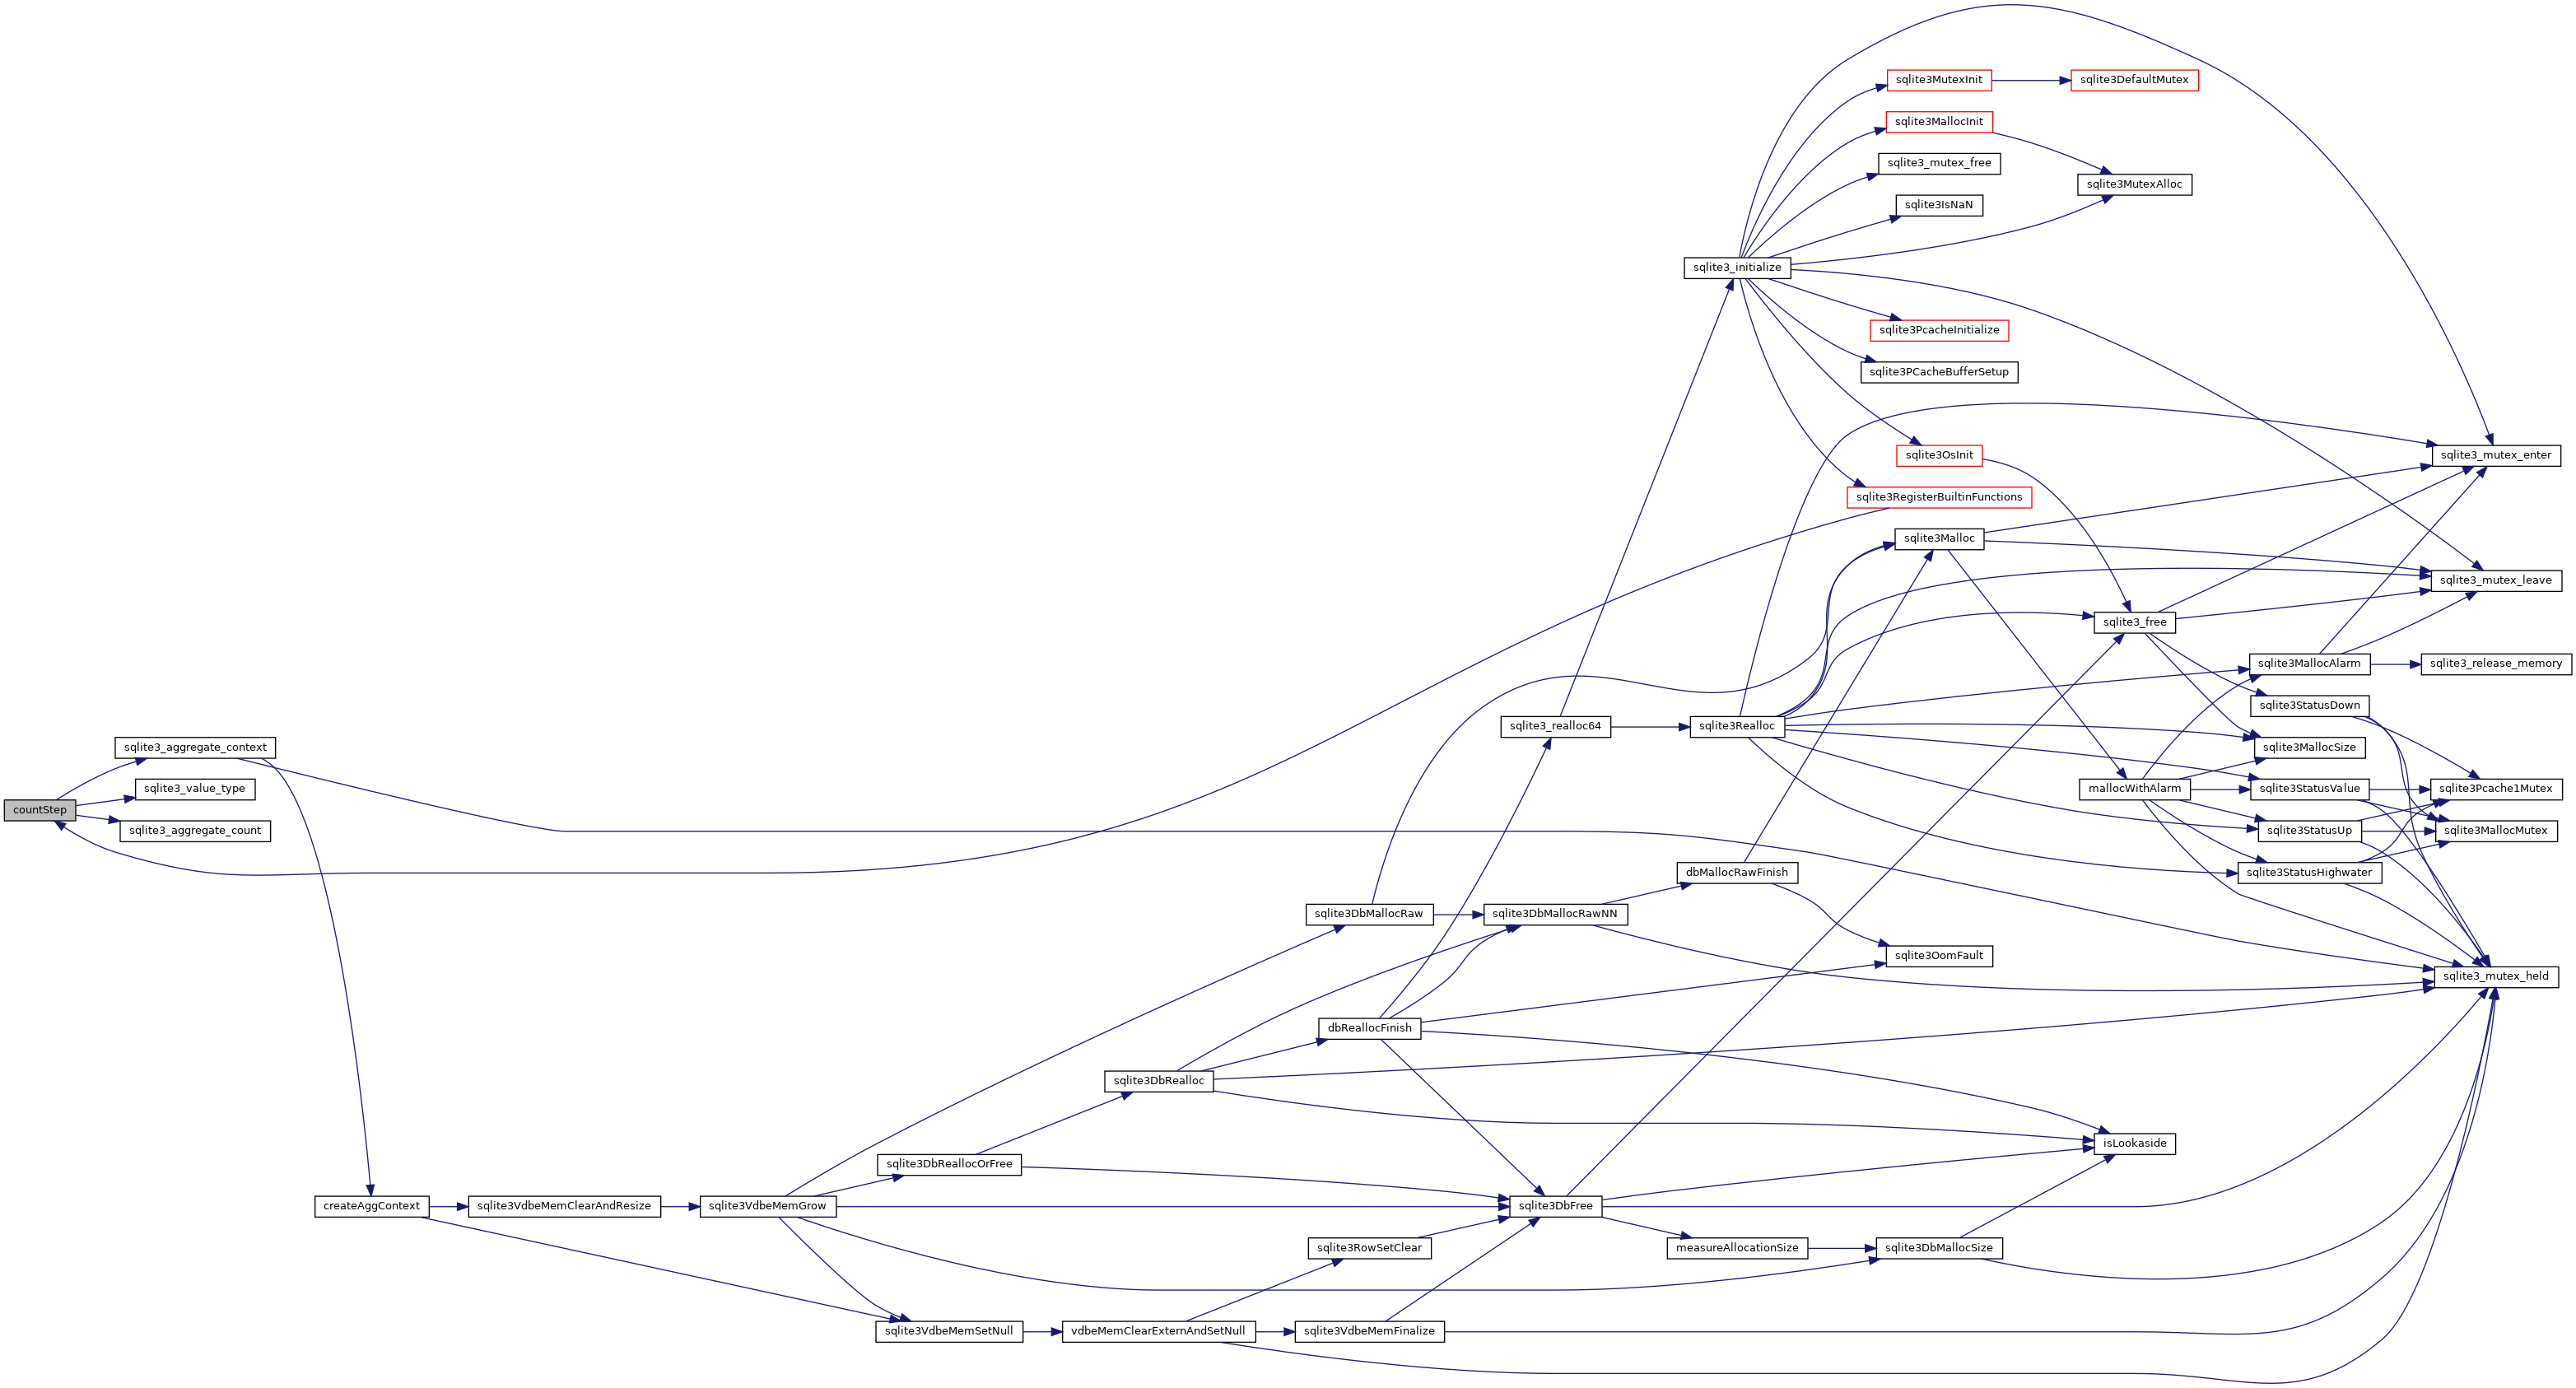 countStep
sqlite3_aggregate_context
sqlite3_value_type
sqlite3_aggregate_count
createAggContext
sqlite3VdbeMemClearAndResize
sqlite3VdbeMemGrow
sqlite3VdbeMemSetNull
sqlite3DbReallocOrFree
vdbeMemClearExternAndSetNull
sqlite3DbRealloc
sqlite3DbMallocRaw
dbReallocFinish
sqlite3RowSetClear
sqlite3VdbeMemFinalize
sqlite3_realloc64
sqlite3DbMallocRawNN
sqlite3DbFree
sqlite3_initialize
sqlite3Realloc
dbMallocRawFinish
measureAllocationSize
sqlite3MutexInit
sqlite3MallocInit
sqlite3_mutex_free
sqlite3IsNaN
sqlite3PcacheInitialize
sqlite3PCacheBufferSetup
sqlite3OsInit
sqlite3RegisterBuiltinFunctions
sqlite3Malloc
sqlite3OomFault
sqlite3DbMallocSize
sqlite3DefaultMutex
sqlite3MutexAlloc
sqlite3_free
mallocWithAlarm
isLookaside
sqlite3MallocAlarm
sqlite3StatusDown
sqlite3MallocSize
sqlite3StatusValue
sqlite3StatusUp
sqlite3StatusHighwater
sqlite3_mutex_enter
sqlite3_mutex_leave
sqlite3_release_memory
sqlite3Pcache1Mutex
sqlite3MallocMutex
sqlite3_mutex_held